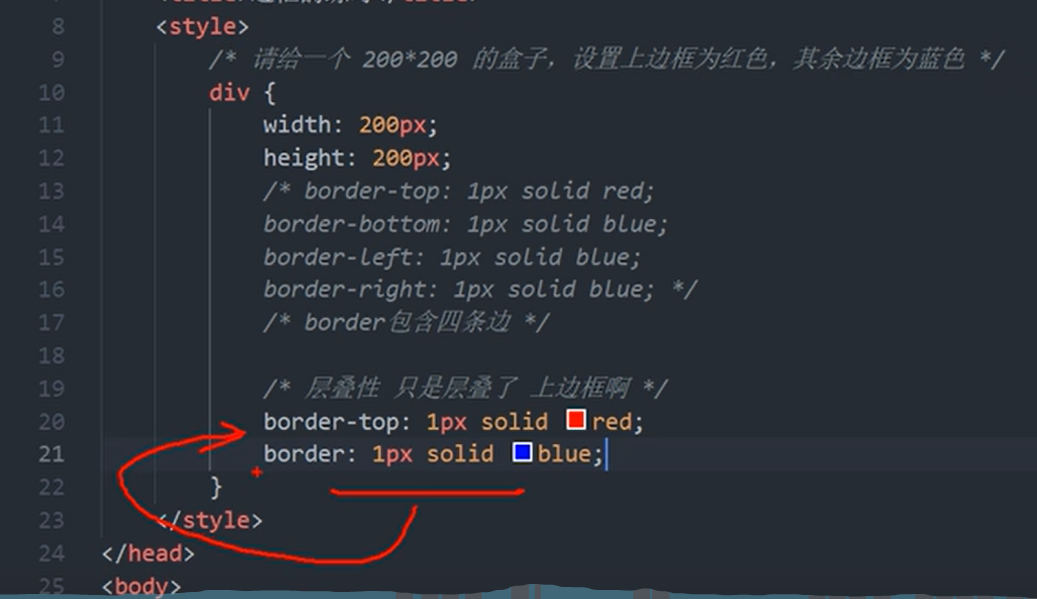 8 <style>
9 /* 请给一个 200*200 的盒子，设置上边框为红色，其余边框为蓝色 */
10 div {
11 width: 200px;
12 height: 200px;
13 /* border-top: 1px solid red;
14 border-bottom: 1px solid blue;
15 border-left: 1px solid blue;
16 border-right: 1px solid blue; */
17 /* border包含四条边 */
18
19 /* 层叠性 只是层叠了 上边框啊 */
20 border-top: 1px solid red;
21 border: 1px solid blue;
22 }
23 </style>
24 </head>
25 <body>